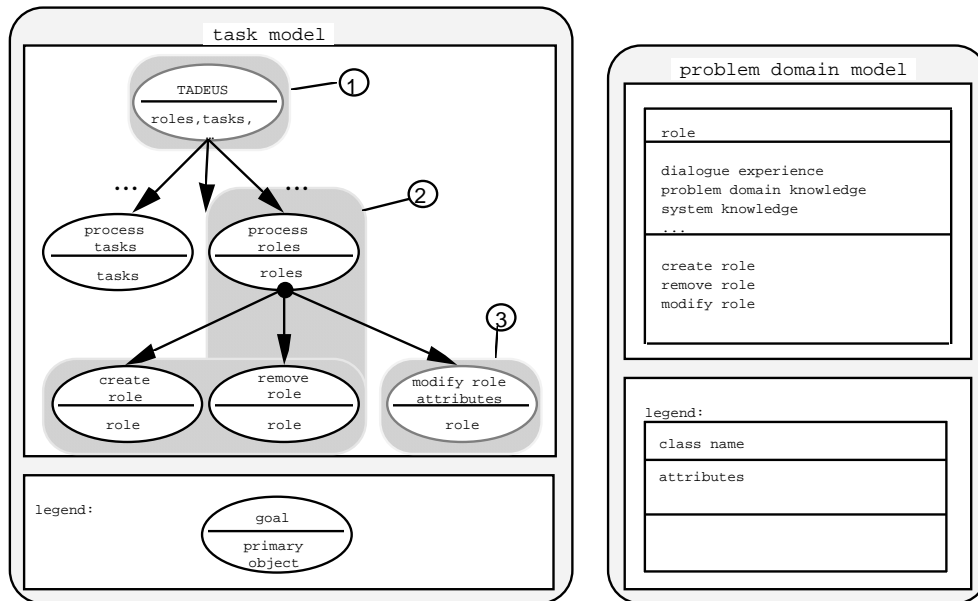 task model
1
TADEUS
roles,tasks,
...
... ...
2
process
tasks
tasks
process
roles
roles
3
create
role
role
remove
role
role
modify role
attributes
role
legend:
goal
primary
object
problem domain model
role
dialogue experience
problem domain knowledge
system knowledge
...
create role
remove role
modify role
legend:
class name
attributes